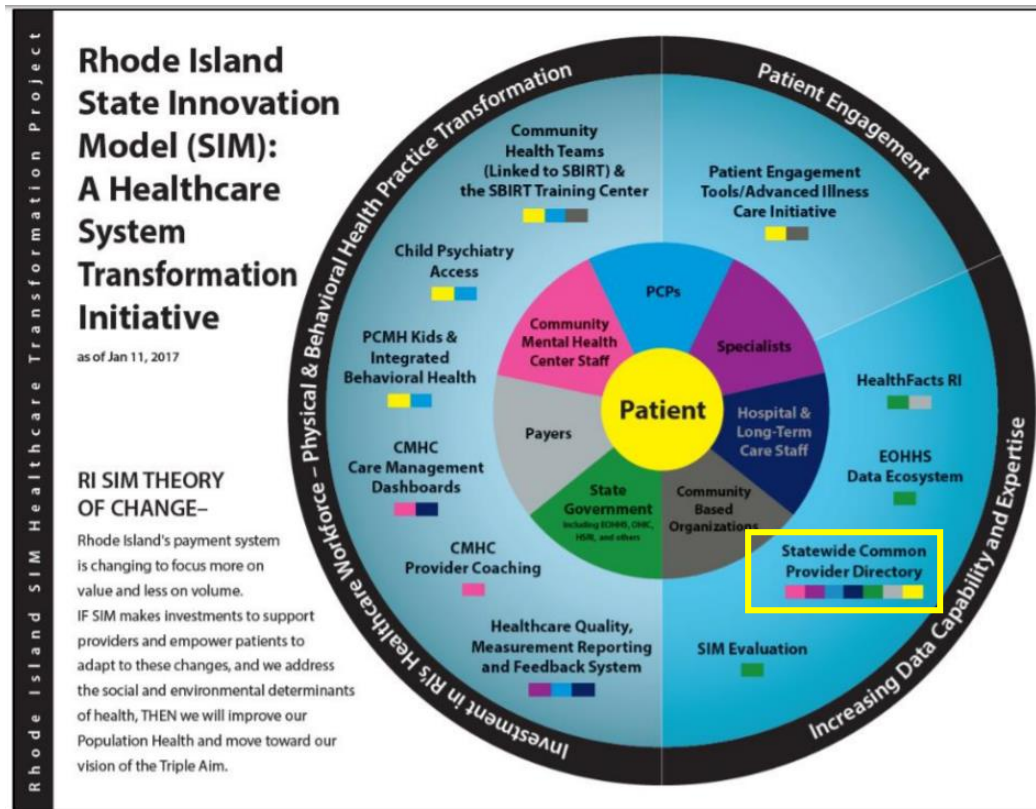 Rhode Island SIM Healthcare Transformation Project
Rhode Island
State Innovation
Model (SIM):
A Healthcare
System
Transformation
Initiative
as of Jan 11, 2017
RI SIM THEORY
OF CHANGE–
Rhode Island's payment system
is changing to focus more on
value and less on volume.
IF SIM makes investments to support
providers and empower patients to
adapt to these changes, and we address
the social and environmental determinants
of health, THEN we will improve our
Population Health and move toward our
vision of the Triple Aim.
Investment in RI's Healthcare Workforce – Physical & Behavioral Health Practice Transformation
Community
Health Teams
(Linked to SBIRT) &
the SBIRT Training Center
Child Psychiatry
Access
PCMH Kids &
Integrated
Behavioral Health
CMHC
Care Management
Dashboards
CMHC
Provider Coaching
Healthcare Quality,
Measurement Reporting
and Feedback System
Patient Engagement
Patient Engagement
Tools/Advanced Illness
Care Initiative
Increasing Data Capability and Expertise
HealthFacts RI
EOHHS
Data Ecosystem
Statewide Common
Provider Directory
SIM Evaluation
PCPs
Specialists
Hospital &
Long-Term
Care Staff
Community
Based
Organizations
State
Government
including EOHHS, OHIC,
HSRI, and others
Payers
Community
Mental Health
Center Staff
Patient